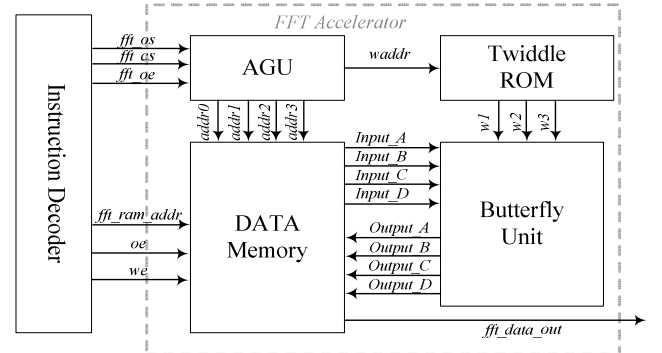 FFT Accelerator
Instruction Decoder
fft_os
fft_cs
fft_oe
AGU
waddr
Twiddle
ROM
addr0
addr1
addr2
addr3
w1
w2
w3
fft_ram_addr
oe
we
DATA
Memory
Input_A
Input_B
Input_C
Input_D
Output_A
Output_B
Output_C
Output_D
Butterfly
Unit
fft_data_out